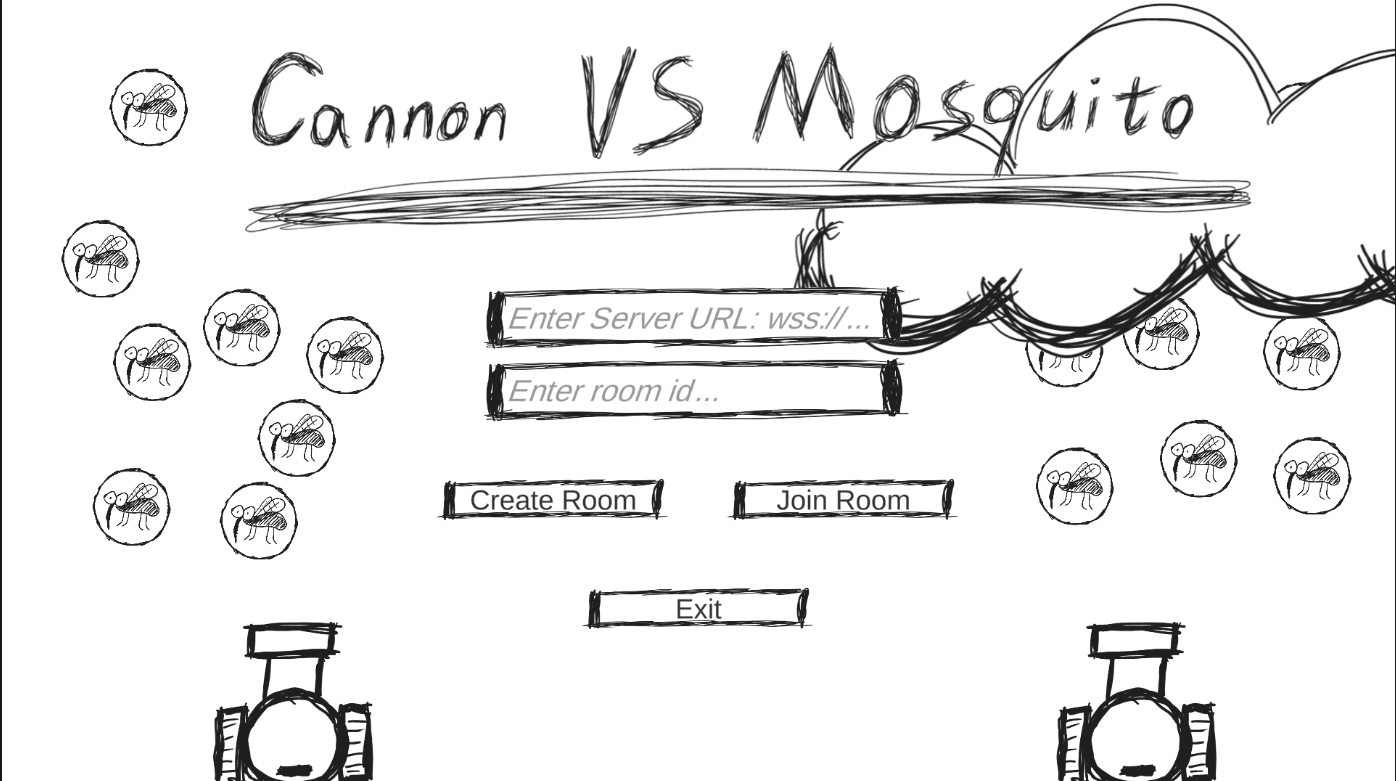 Cannon VS Mosquito
Enter Server URL: wss://...
Enter room id...
Create Room
Join Room
Exit